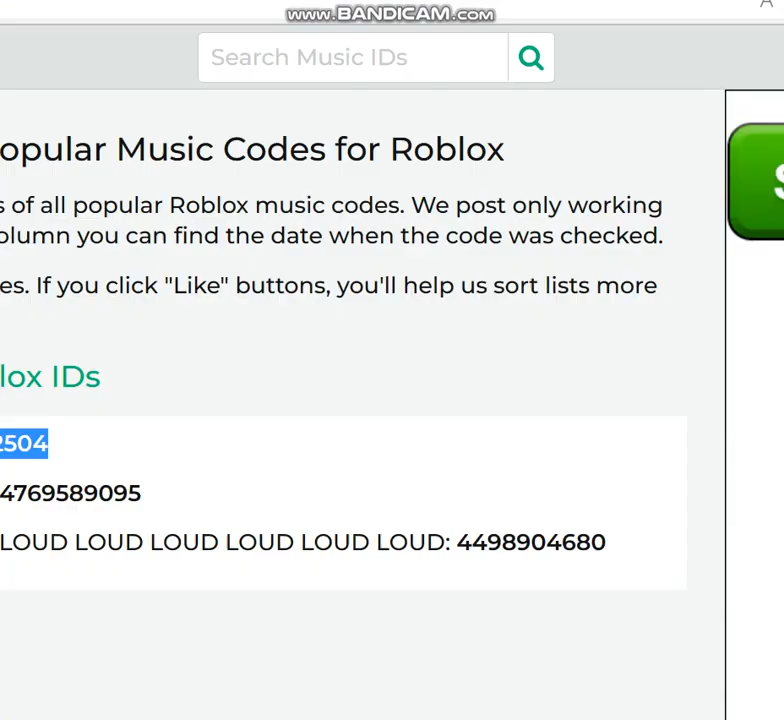 www.BANDICAM.com
Search Music IDs
opular Music Codes for Roblox
s of all popular Roblox music codes. We post only working
olumn you can find the date when the code was checked.
es. If you click "Like" buttons, you'll help us sort lists more
lox IDs
2504
4769589095
LOUD LOUD LOUD LOUD LOUD LOUD: 4498904680